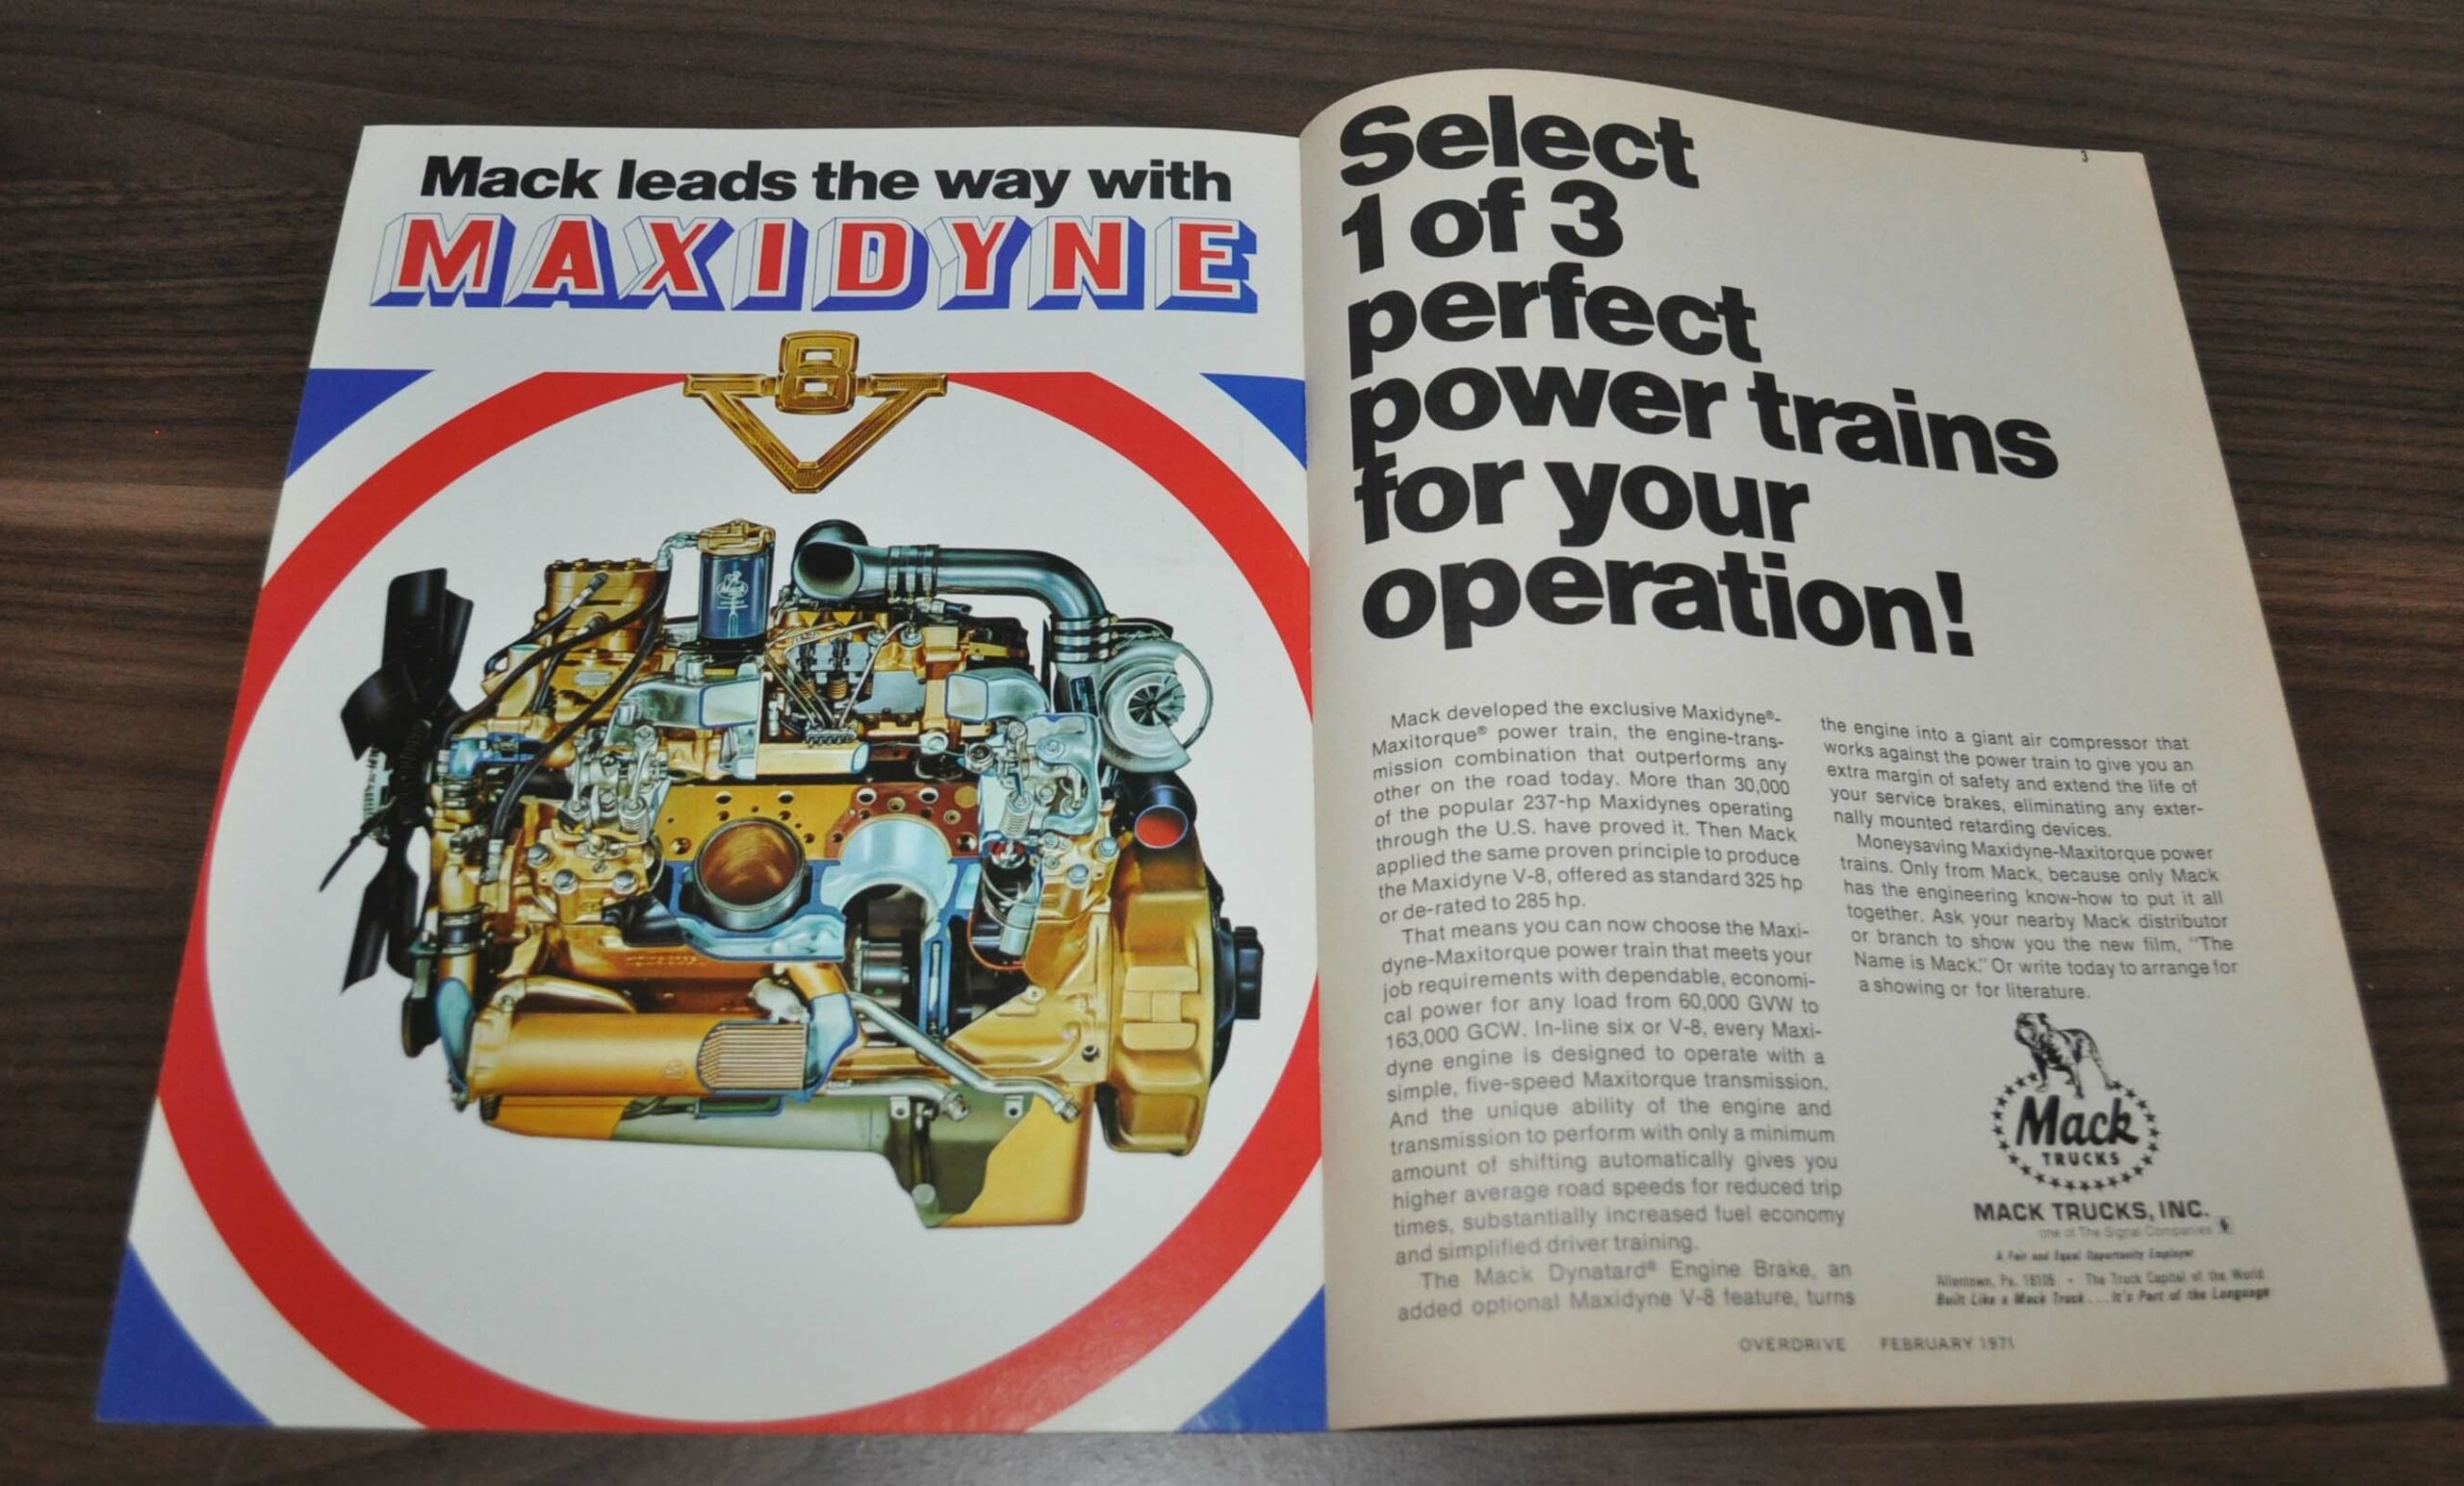 Mack leads the way with
MAXIDYNE
8
Mack
3
Select
1 of 3
perfect
power trains
for your
operation!
Mack developed the exclusive Maxidyne®-
Maxitorque® power train, the engine-trans-
mission combination that outperforms any
other on the road today. More than 30,000
of the popular 237-hp Maxidynes operating
through the U.S. have proved it. Then Mack
applied the same proven principle to produce
the Maxidyne V-8, offered as standard 325 hp
or de-rated to 285 hp.
That means you can now choose the Maxi-
dyne-Maxitorque power train that meets your
job requirements with dependable, economi-
cal power for any load from 60,000 GVW to
163,000 GCW. In-line six or V-8, every Maxi-
dyne engine is designed to operate with a
simple, five-speed Maxitorque transmission.
And the unique ability of the engine and
transmission to perform with only a minimum
amount of shifting automatically gives you
higher average road speeds for reduced trip
times, substantially increased fuel economy
and simplified driver training.
The Mack Dynatard® Engine Brake, an
added optional Maxidyne V-8 feature, turns
the engine into a giant air compressor that
works against the power train to give you an
extra margin of safety and extend the life of
your service brakes, eliminating any exter-
nally mounted retarding devices.
Moneysaving Maxidyne-Maxitorque power
trains. Only from Mack, because only Mack
has the engineering know-how to put it all
together. Ask your nearby Mack distributor
or branch to show you the new film, "The
Name is Mack." Or write today to arrange for
a showing or for literature.
Mack
TRUCKS
MACK TRUCKS, INC.
one of The Signal Companies
A Fair and Equal Opportunity Employer
Allentown, Pa. 18105 • The Truck Capital of the World
Built Like a Mack Truck . . . It's Part of the Language
OVERDRIVE FEBRUARY 1971